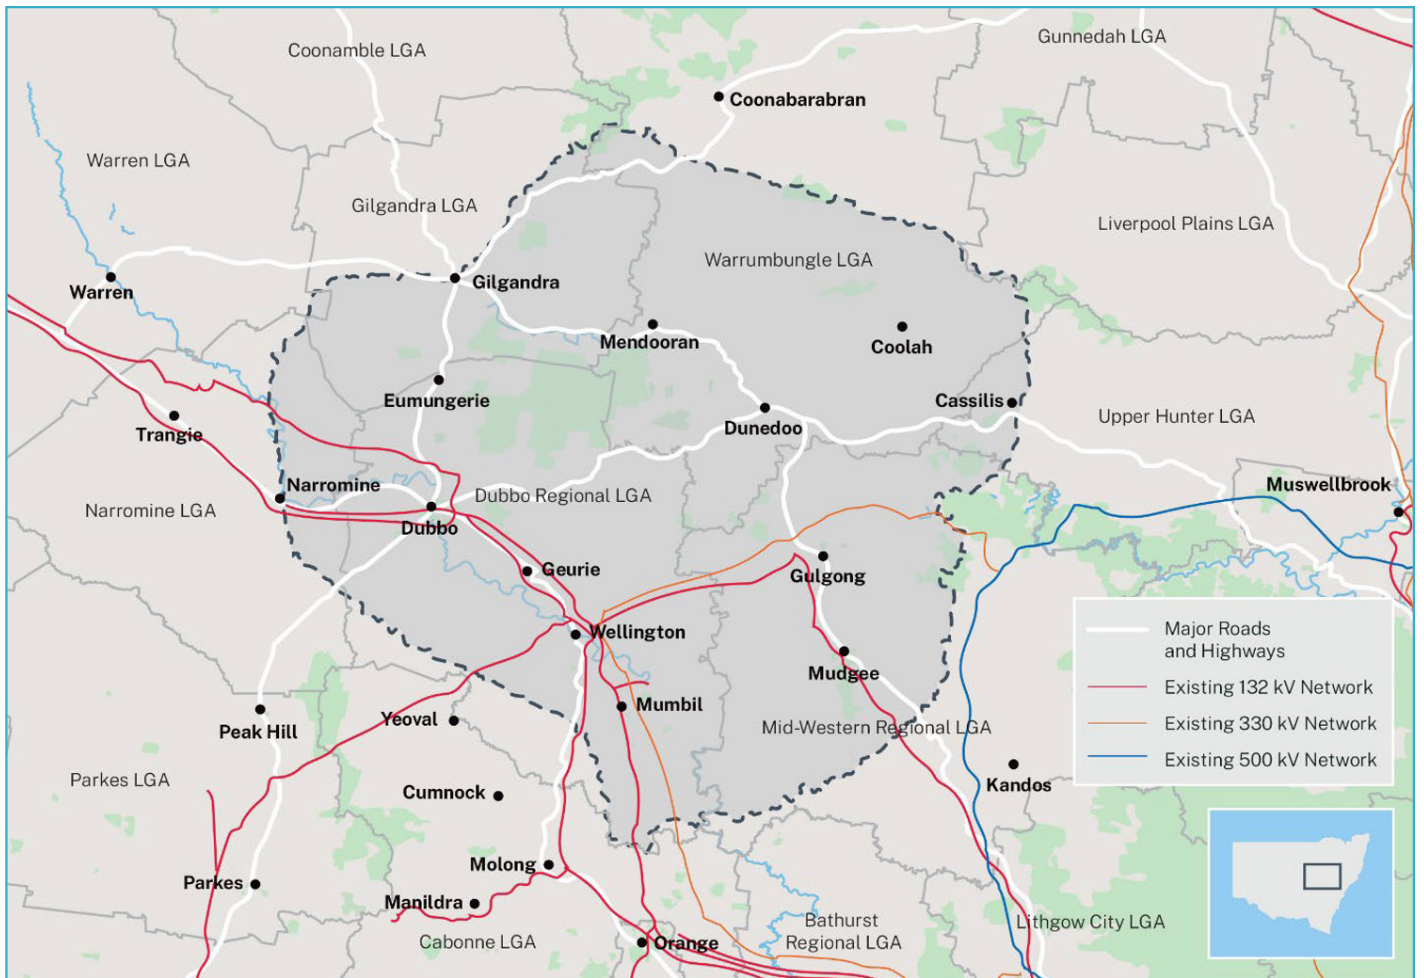 Coonamble LGA
Gunnedah LGA
Coonabarabran
Warren LGA
Gilgandra LGA
Liverpool Plains LGA
Warrumbungle LGA
Gilgandra
Warren
Mendooran
Coolah
Eumungerie
Cassilis
Upper Hunter LGA
Trangie
Dunedoo
Narromine
Muswellbrook
Dubbo Regional LGA
Narromine LGA
Dubbo
Geurie
Gulgong
Wellington
Major Roads
and Highways
Mudgee
Existing 132 kV Network
Mumbil
Yeoval
Existing 330 kV Network
Peak Hill
Mid-Western Regional LGA
Existing 500 kV Network
Parkes LGA
Kandos
Cumnock
Molong
Parkes
Manildra
Bathurst
Regional LGA
Lithgow City LGA
Cabonne LGA
Orange